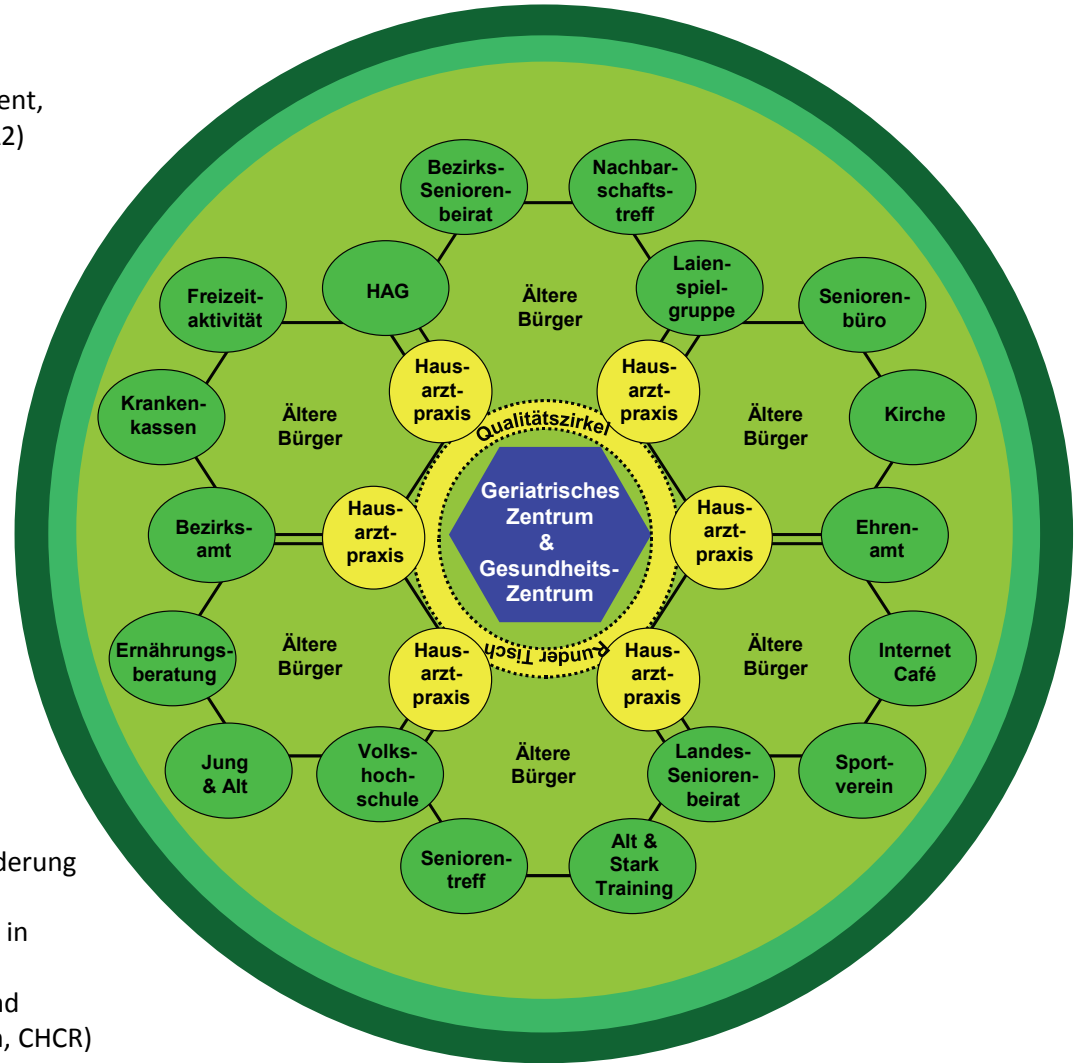 ent,
2)
Bezirks-
Senioren-
beirat
Nachbar-
schafts-
treff
Freizeit-
aktivität
HAG
Ältere
Bürger
Laien-
spiel-
gruppe
Senioren-
büro
Kranken-
kassen
Ältere
Bürger
Haus-
arzt-
praxis
Haus-
arzt-
praxis
Ältere
Bürger
Kirche
Qualitätszirkel
Bezirks-
amt
Haus-
arzt-
praxis
Geriatrisches
Zentrum
&
Gesundheits-
Zentrum
Haus-
arzt-
praxis
Ehren-
amt
Runder Tisch
Ernährungs-
beratung
Ältere
Bürger
Haus-
arzt-
praxis
Haus-
arzt-
praxis
Ältere
Bürger
Internet
Café
Jung
& Alt
Volks-
hoch-
schule
Ältere
Bürger
Landes-
Senioren-
beirat
Sport-
verein
Senioren-
treff
Alt &
Stark
Training
derung
in
nd
, CHCR)